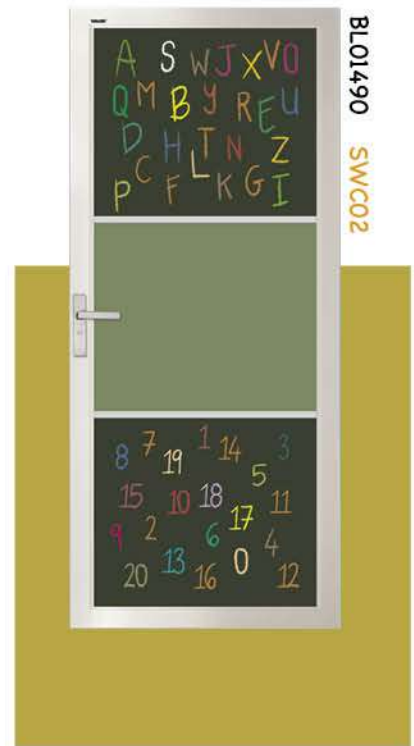 A S W J X V O
Q M B Y R E U
D H L T N Z
P C F K G I
8 7 19 1 14 5 3
15 10 18 17 11
9 2 13 6 0 4
20 16 12
BLO1490 SWC02